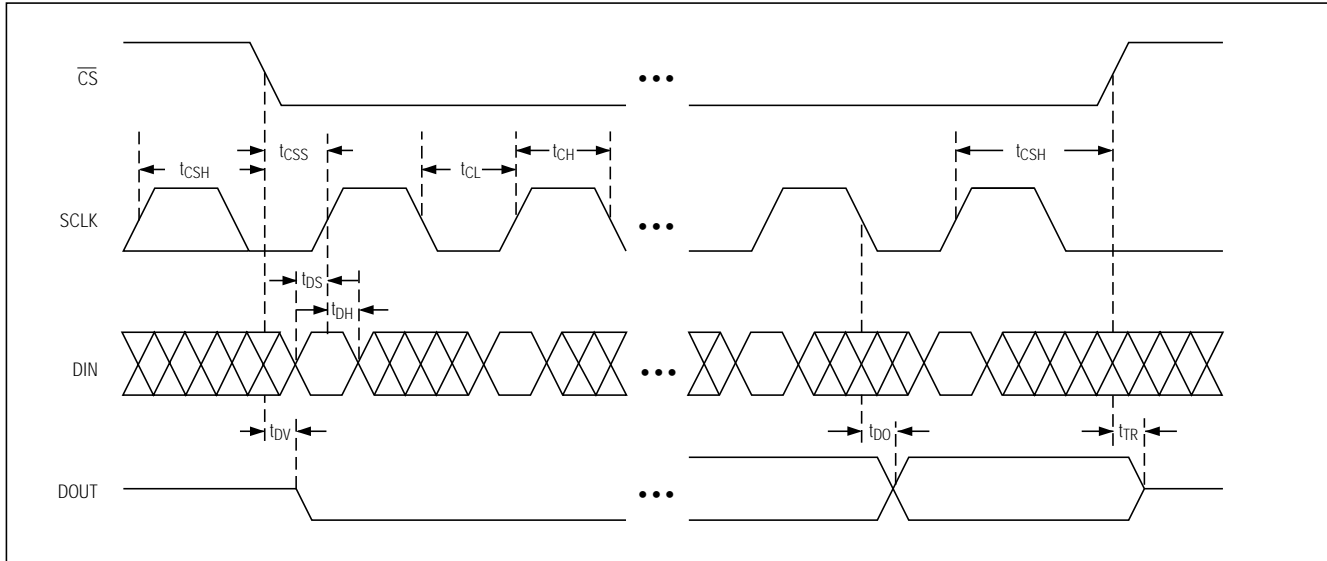 CS
tCSH
tCSS
tCL
tCH
•••
tCSH
SCLK
•••
tDS
tDH
DIN
•••
tDV
tDO
tTR
DOUT
•••